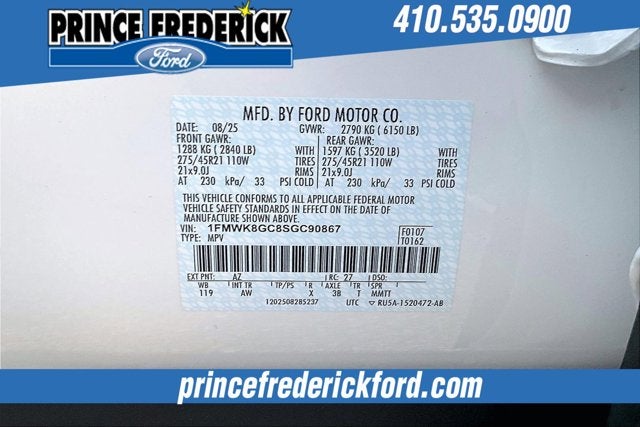 PRINCE FREDERICK
Ford
410.535.0900
MFD. BY FORD MOTOR CO.
DATE: 08/25 GVWR: 2790 KG ( 6150 LB)
FRONT GAWR: REAR GAWR:
1288 KG ( 2840 LB) WITH 1597 KG ( 3520 LB) WITH
275/45R21 110W TIRES 275/45R21 110W TIRES
21x9.0J RIMS 21x9.0J RIMS
AT 230 kPa/ 33 PSI COLD AT 230 kPa/ 33 PSI COLD
THIS VEHICLE CONFORMS TO ALL APPLICABLE FEDERAL MOTOR
VEHICLE SAFETY STANDARDS IN EFFECT ON THE DATE OF
MANUFACTURE SHOWN ABOVE.
VIN: 1FMWK8GC8SGC90867 F0107
TYPE: MPV T0162
EXT PNT: AZ RC: 27 DSO:
WB INT TR TP/PS R AXLE TR SPR
119 AW X 3B T MMTT
1202508285237 UTC ▽ RU5A-1520472-AB
princefrederickford.com